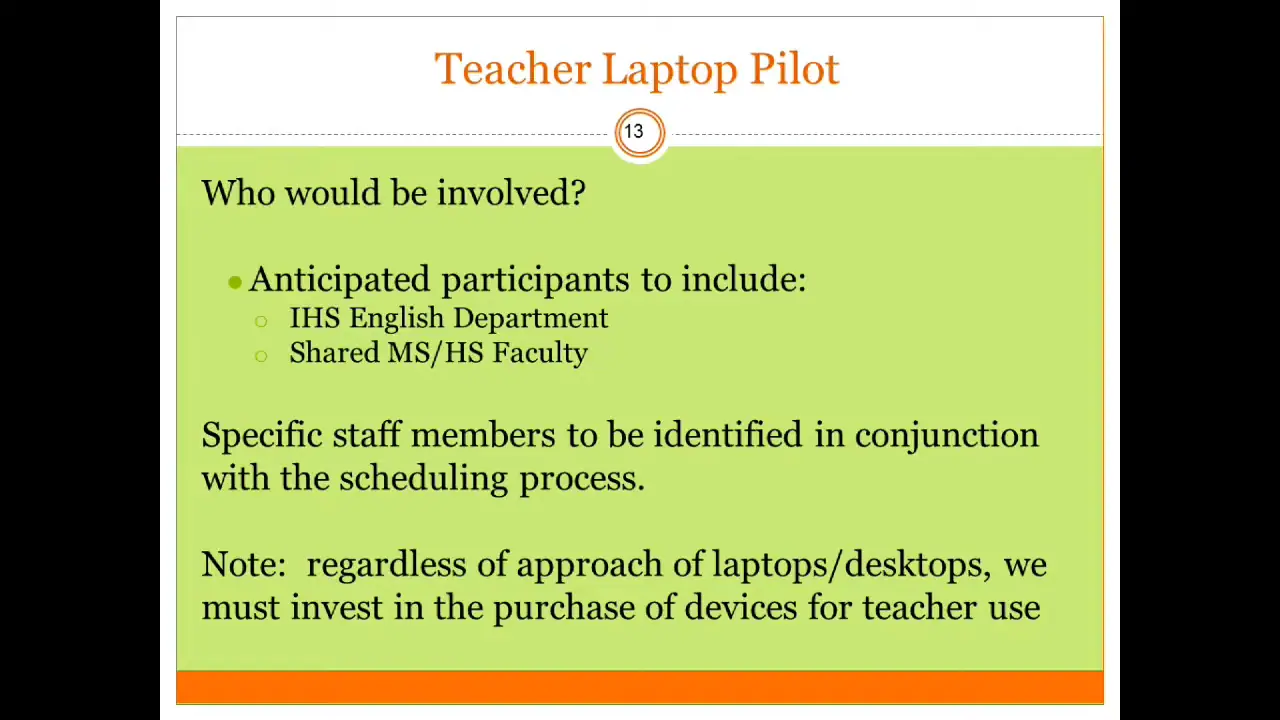 Teacher Laptop Pilot
13
Who would be involved?
Anticipated participants to include:
IHS English Department
Shared MS/HS Faculty
Specific staff members to be identified in conjunction
with the scheduling process.
Note:  regardless of approach of laptops/desktops, we
must invest in the purchase of devices for teacher use